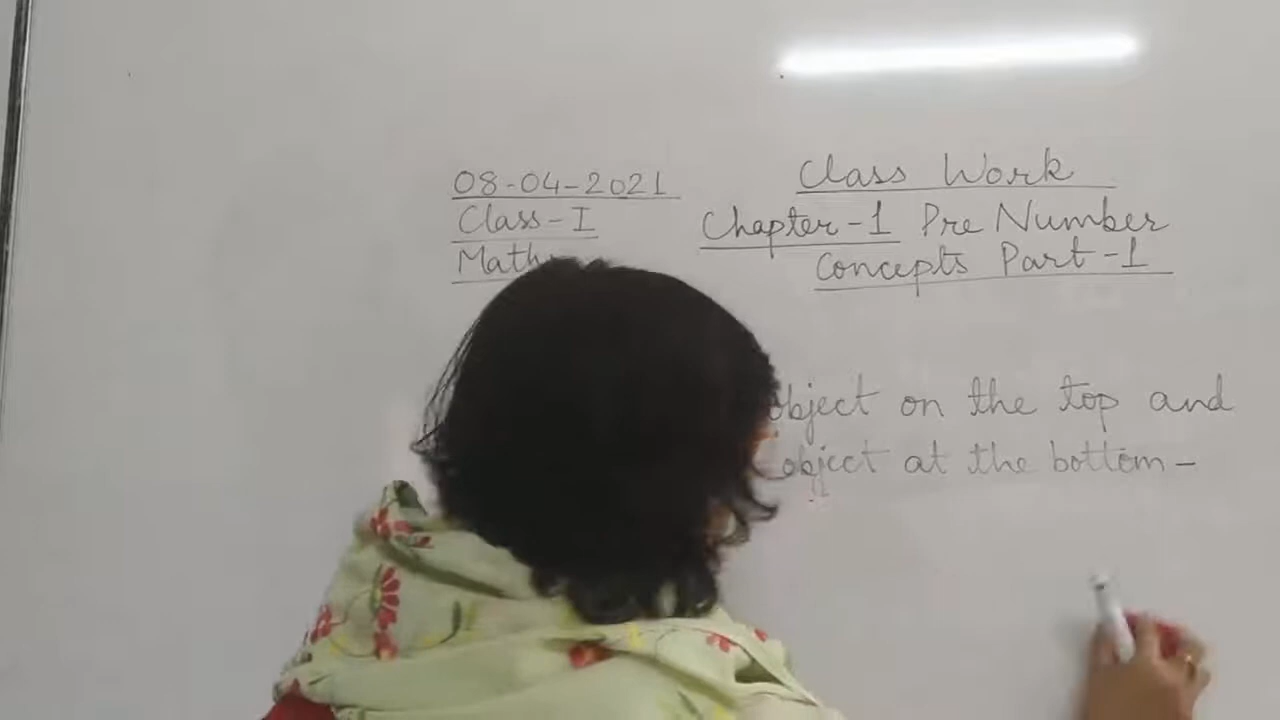 08-04-2021
Class-I
Math
Class Work
Chapter-1 Pre Number
Concepts Part-1
object on the top and
object at the bottom-